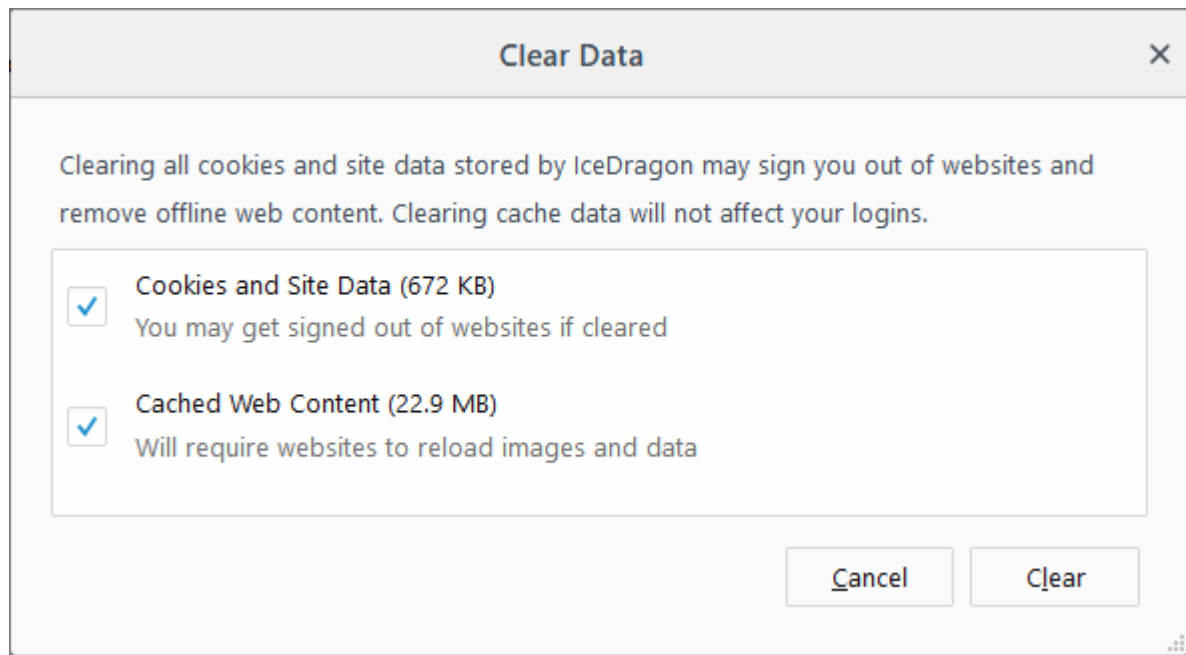 Clear Data
Clearing all cookies and site data stored by IceDragon may sign you out of websites and
remove offline web content. Clearing cache data will not affect your logins.
Cookies and Site Data (672 KB)
You may get signed out of websites if cleared
Cached Web Content (22.9 MB)
Will require websites to reload images and data
Cancel Clear